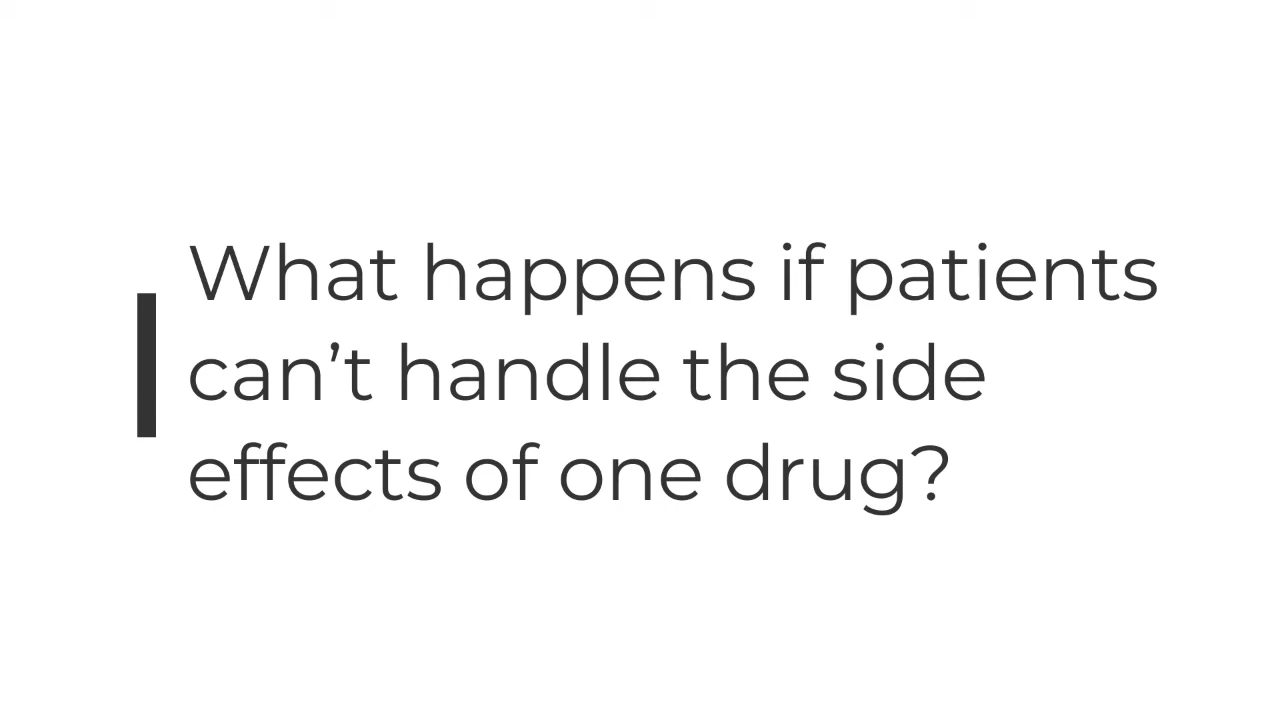 What happens if patients
can’t handle the side
effects of one drug?